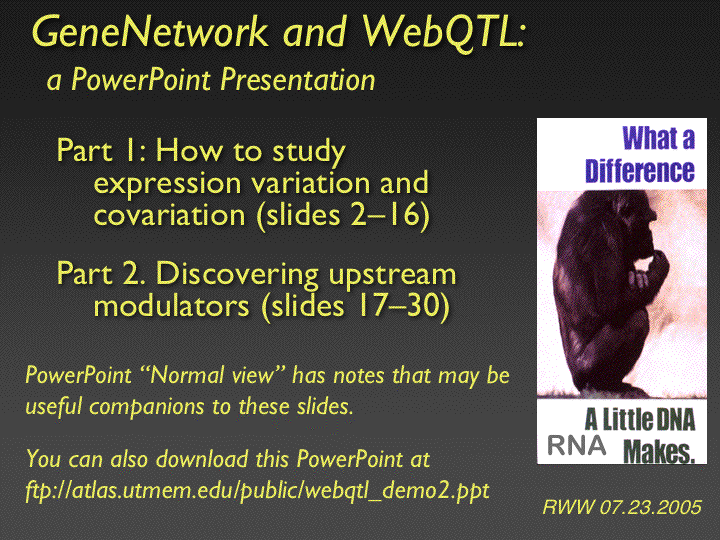 GeneNetwork and WebQTL:
a PowerPoint Presentation
Part 1: How to study
expression variation and
covariation (slides 2–16)
Part 2. Discovering upstream
modulators (slides 17–30)
PowerPoint “Normal view” has notes that may be
useful companions to these slides.
You can also download this PowerPoint at
ftp://atlas.utmem.edu/public/webqtl_demo2.ppt
What a
Difference
A Little DNA
RNA Makes.
RWW 07.23.2005